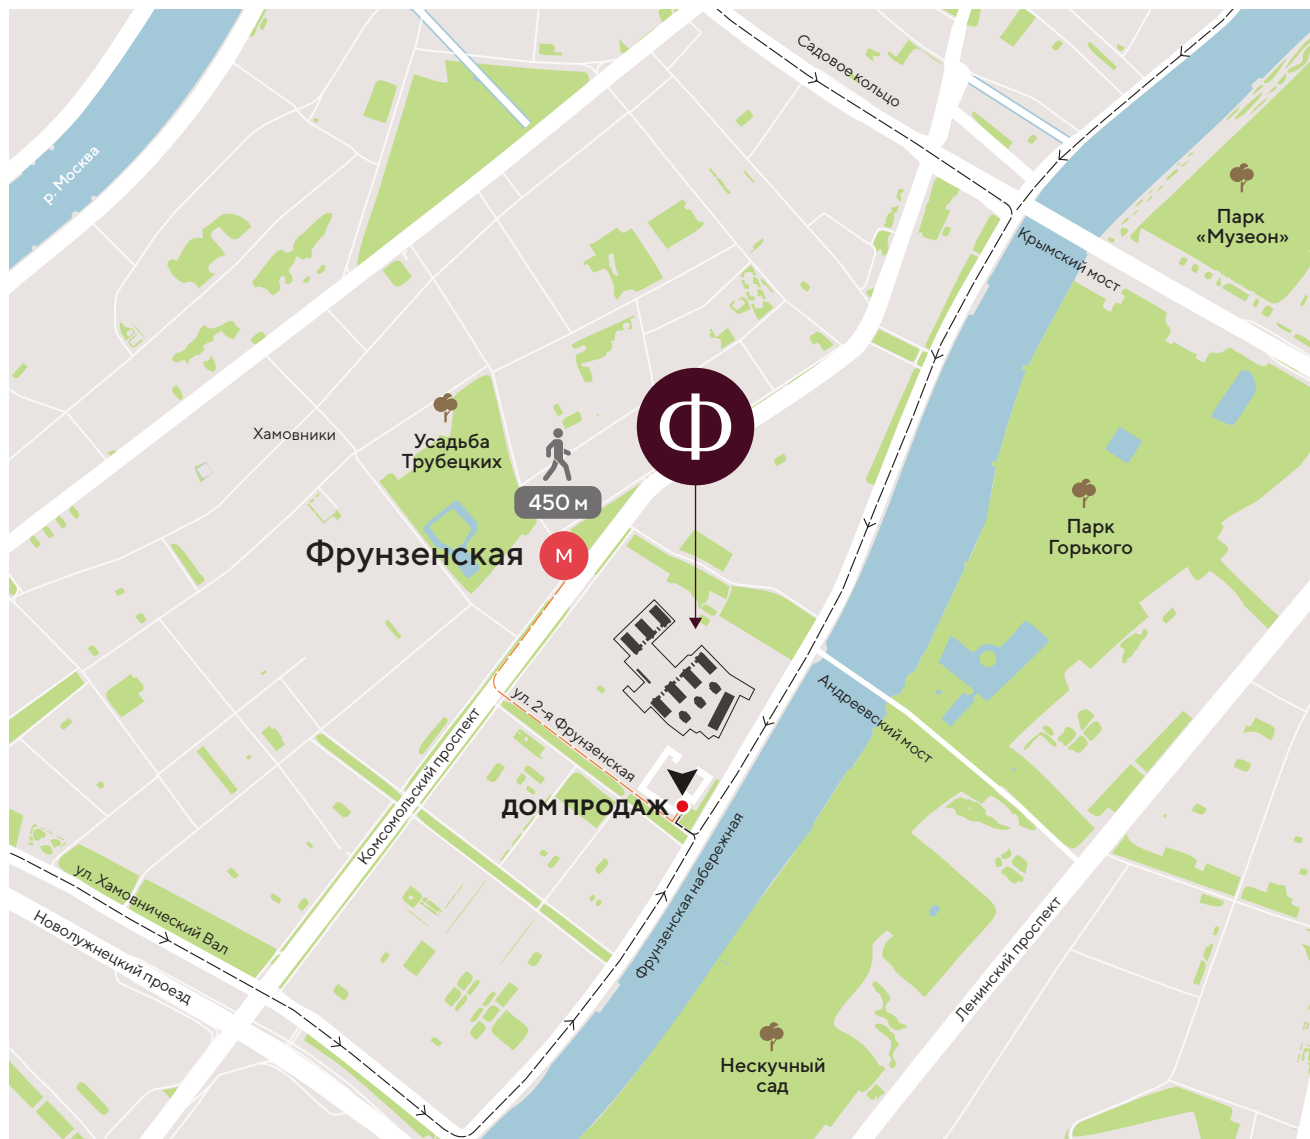 Садовое кольцо
р. Москва
Парк
«Музеон»
Крымский мост
Ф
Хамовники
Усадьба
Трубецких
450 м
Фрунзенская
М
Парк
Горького
ул. 2-я Фрунзенская
Андреевский мост
Комсомольский проспект
ДОМ ПРОДАЖ
Фрунзенская набережная
ул. Хамовнический Вал
Новолужнецкий проезд
Ленинский проспект
Нескучный
сад